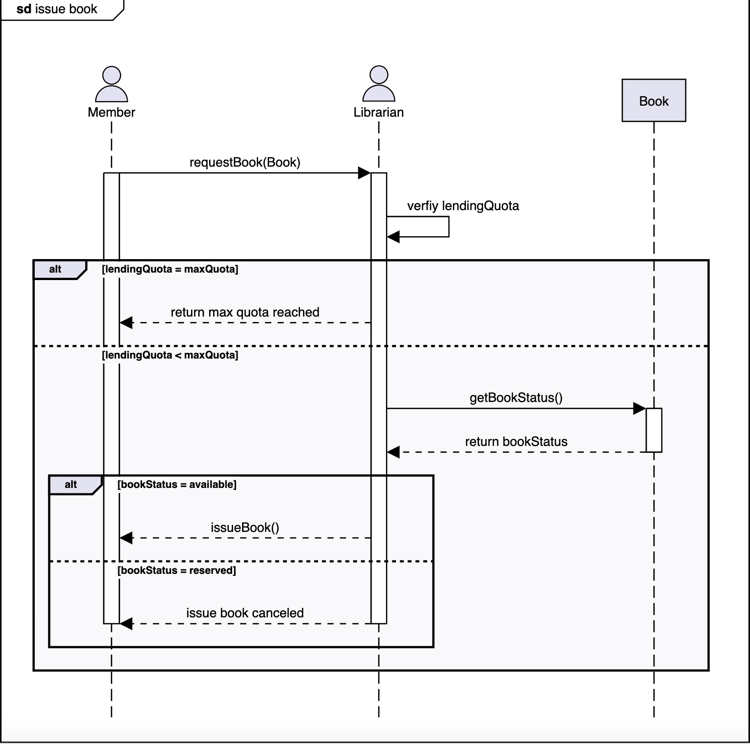 sd issue book
Member
Librarian
Book
requestBook(Book)
verfiy lendingQuota
alt
[lendingQuota = maxQuota]
return max quota reached
[lendingQuota < maxQuota]
getBookStatus()
return bookStatus
alt
[bookStatus = available]
issueBook()
[bookStatus = reserved]
issue book canceled